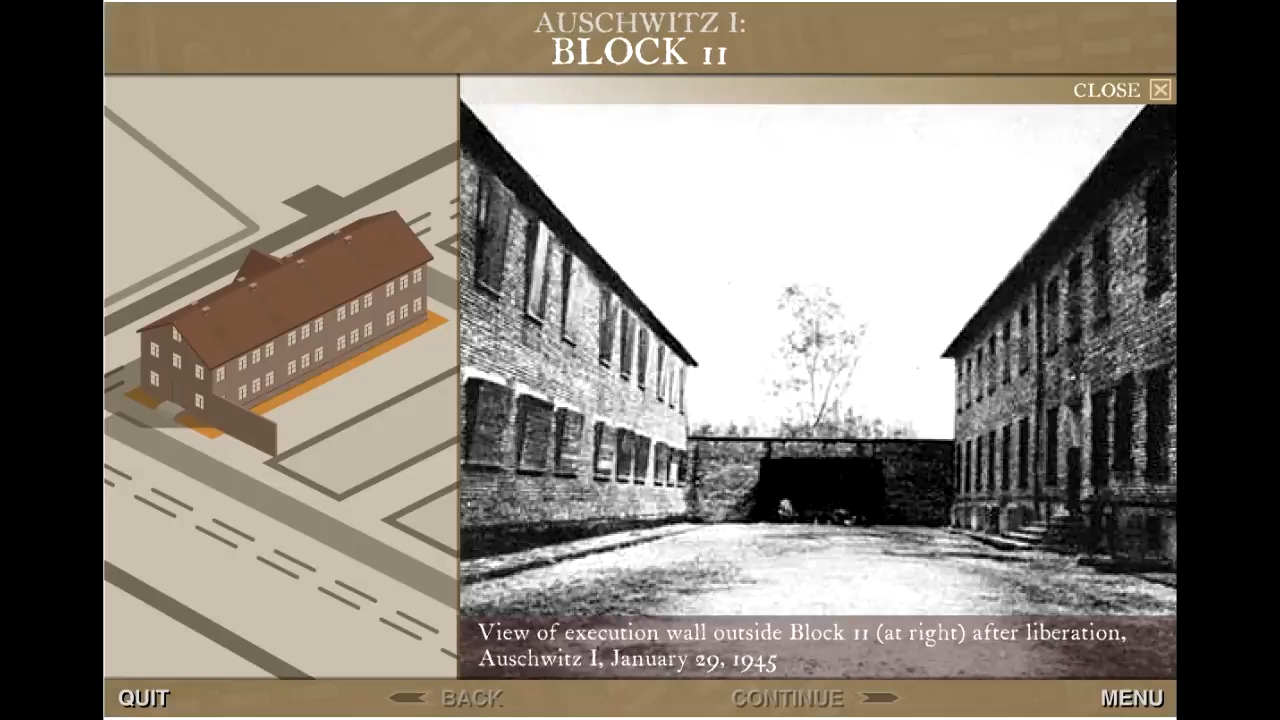 AUSCHWITZ I:
BLOCK 11
CLOSE
View of execution wall outside Block 11 (at right) after liberation,
Auschwitz I, January 29, 1945
QUIT
BACK
CONTINUE
MENU